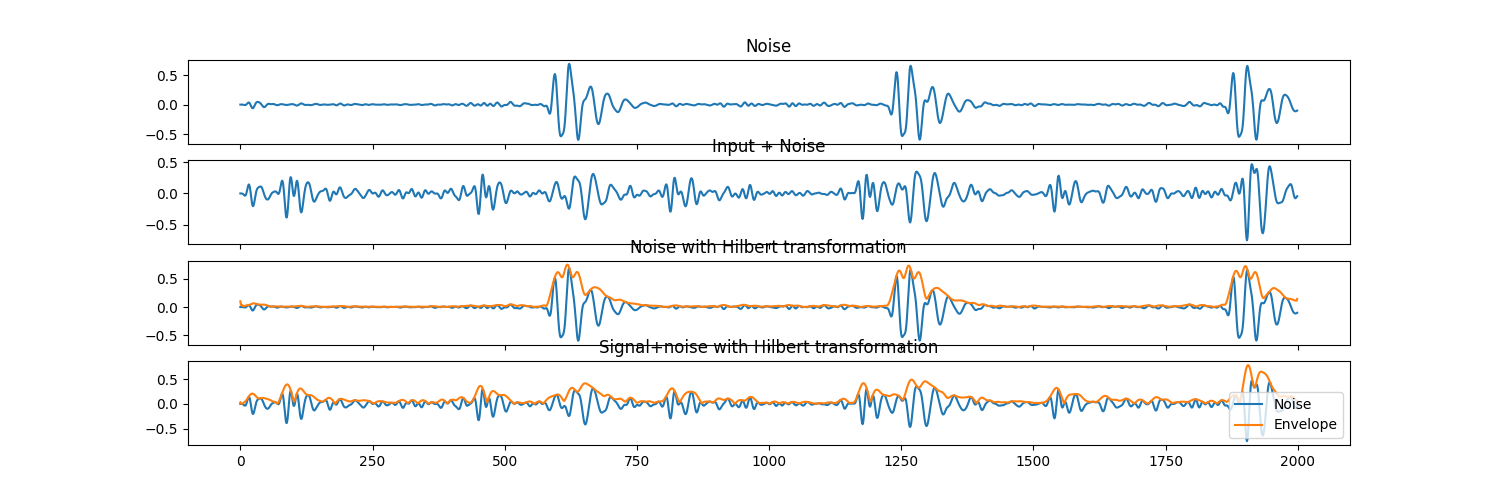 Noise
0.5
0.0
−0.5
Input + Noise
0.5
0.0
−0.5
Noise with Hilbert transformation
0.5
0.0
−0.5
Signal+noise with Hilbert transformation
0.5
0.0
−0.5
Noise
Envelope
0 250 500 750 1000 1250 1500 1750 2000